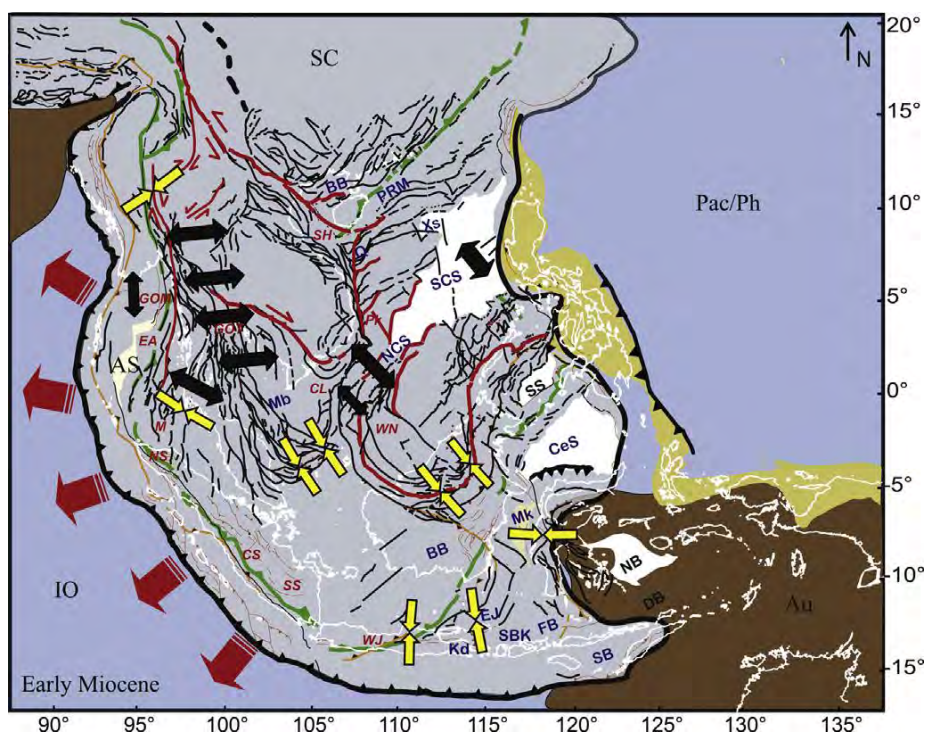 20°
SC
N
15°
BB
PRM
Pac/Ph
10°
SH
Xs
Q
SCS
GOM
5°
GOT
PI
NCS
EA
AS
CL
SS
0°
Mb
M
WN
CeS
NS
-5°
Mk
BB
CS
NB
-10°
SS
IO
DB
Au
EJ
FB
WJ
SBK
Kd
SB
-15°
Early Miocene
90° 95° 100° 105° 110° 115° 120° 125° 130° 135°